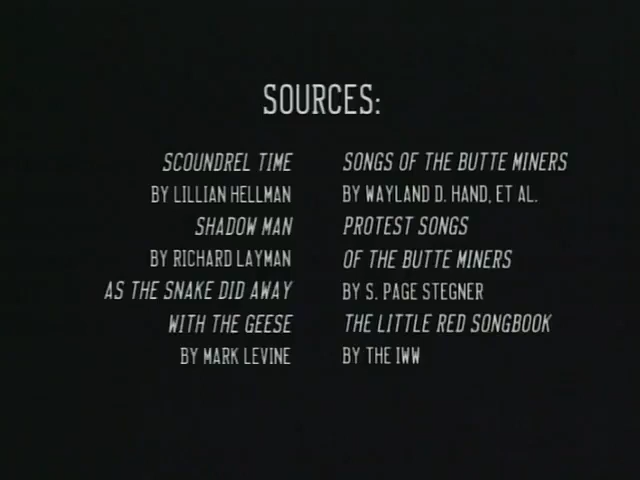 SOURCES:
SCOUNDREL TIME
BY LILLIAN HELLMAN
SHADOW MAN
BY RICHARD LAYMAN
AS THE SNAKE DID AWAY
WITH THE GEESE
BY MARK LEVINE
SONGS OF THE BUTTE MINERS
BY WAYLAND D. HAND, ET AL.
PROTEST SONGS
OF THE BUTTE MINERS
BY S. PAGE STEGNER
THE LITTLE RED SONGBOOK
BY THE IWW